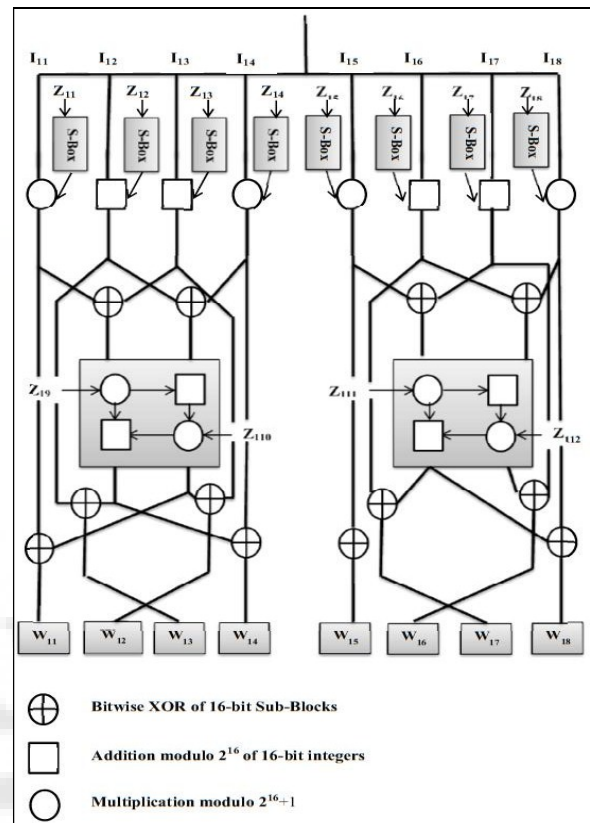 I11 I12 I13 I14 I15 I16 I17 I18
Z11 Z12 Z13 Z14
S-Box S-Box S-Box S-Box S-Box S-Box S-Box S-Box
Z19 Z111
Z110 Z112
W11 W12 W13 W14 W15 W16 W17 W18
Bitwise XOR of 16-bit Sub-Blocks
Addition modulo 2^16 of 16-bit integers
Multiplication modulo 2^16+1